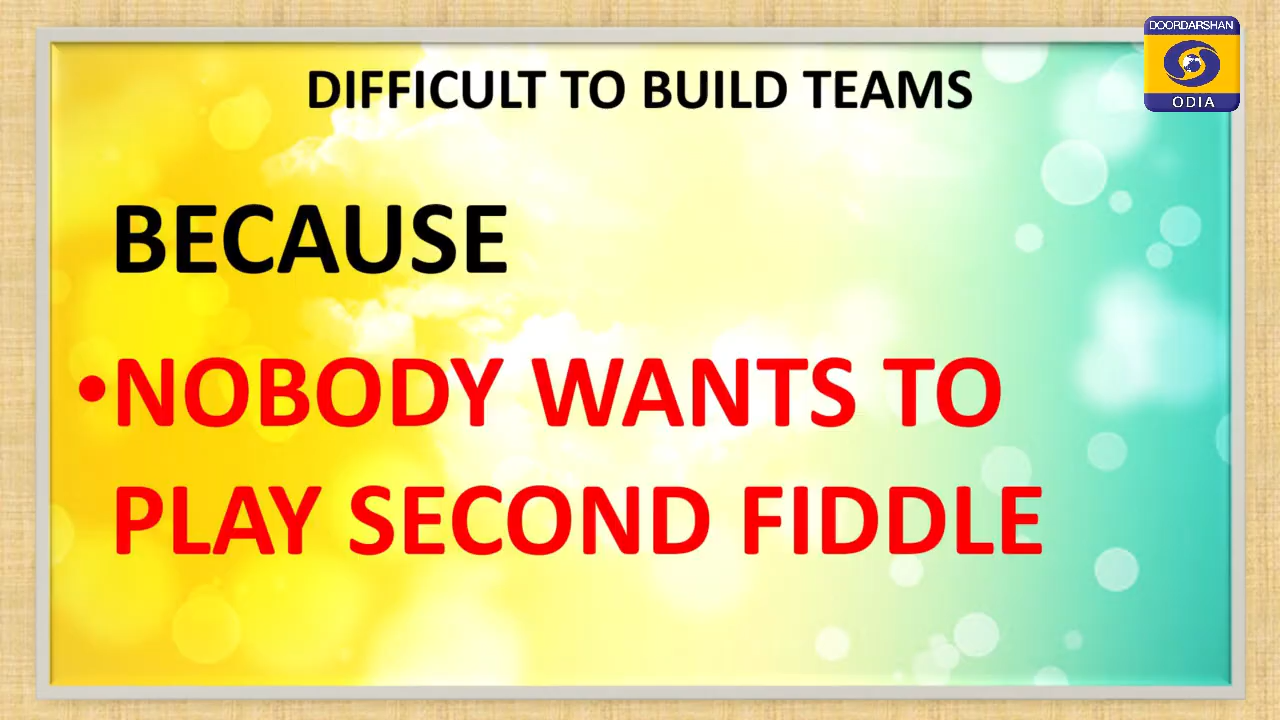 DOORDARSHAN
ODIA
DIFFICULT TO BUILD TEAMS
BECAUSE
•NOBODY WANTS TO
PLAY SECOND FIDDLE